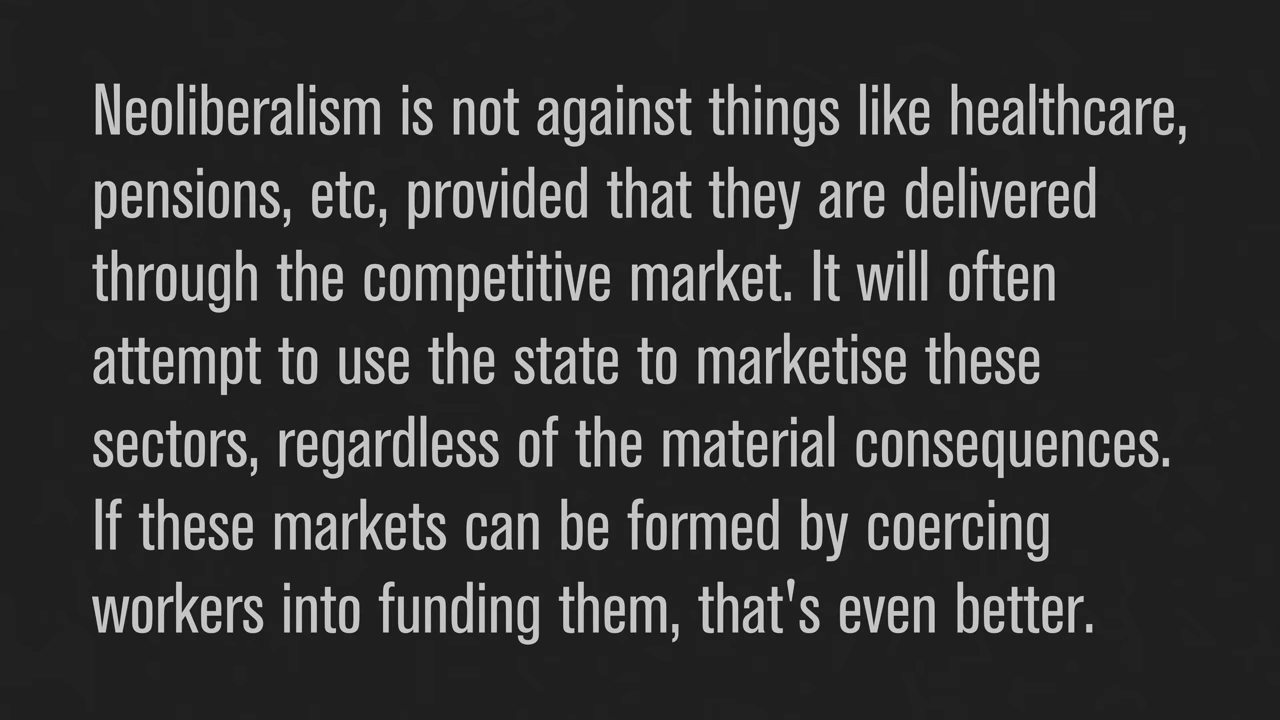 Neoliberalism is not against things like healthcare,
pensions, etc, provided that they are delivered
through the competitive market. It will often
attempt to use the state to marketise these
sectors, regardless of the material consequences.
If these markets can be formed by coercing
workers into funding them, that's even better.